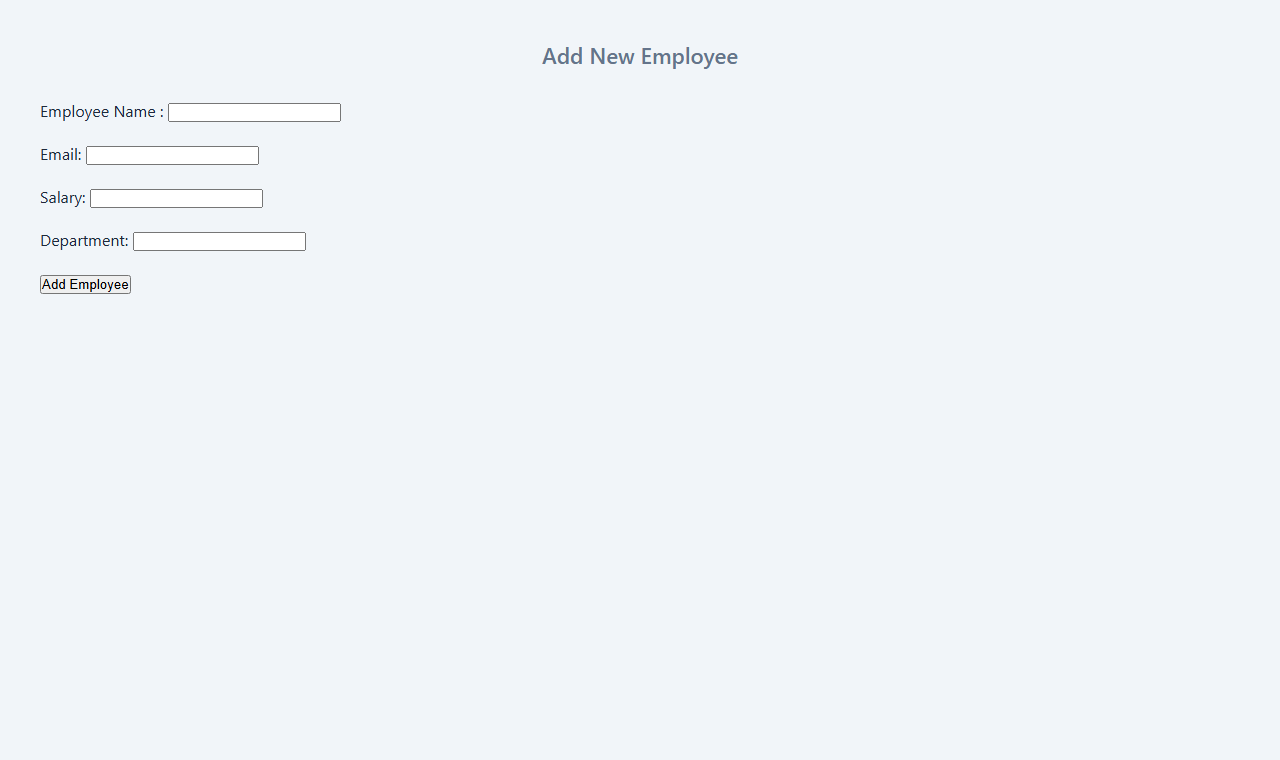 Add New Employee
Employee Name :
Email:
Salary:
Department:
Add Employee